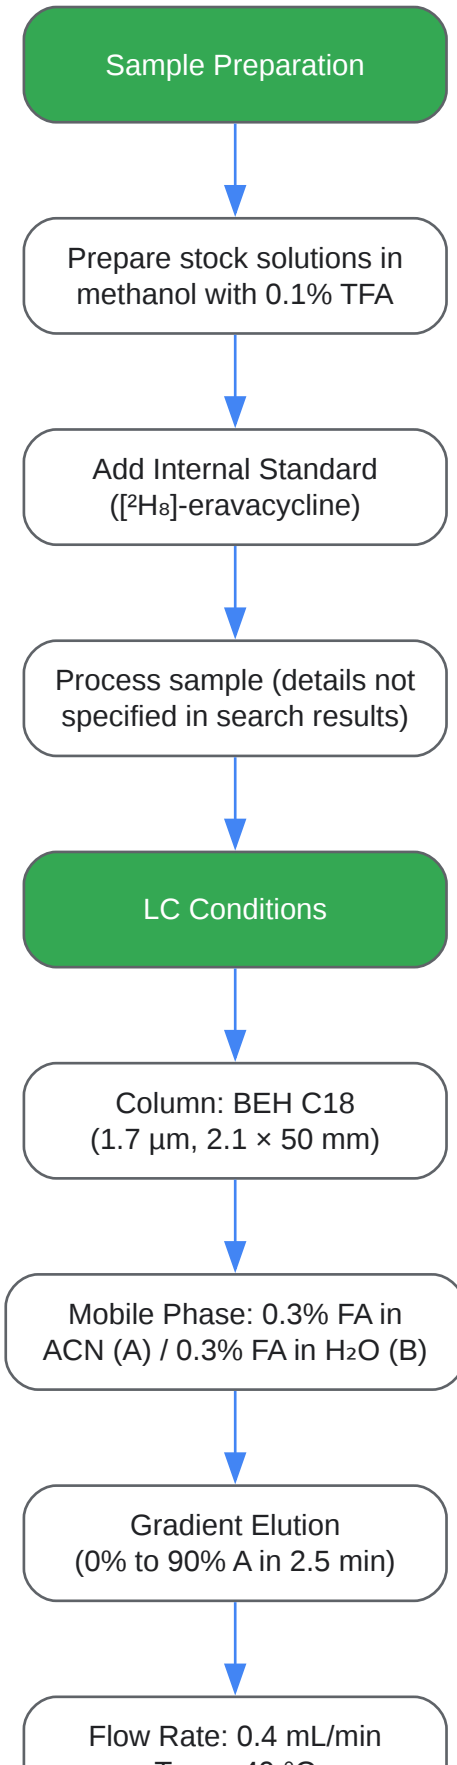 Sample Preparation
Prepare stock solutions in
methanol with 0.1% TFA
Add Internal Standard
([²H₈]-eravacycline)
Process sample (details not
specified in search results)
LC Conditions
Column: BEH C18
(1.7 µm, 2.1 × 50 mm)
Mobile Phase: 0.3% FA in
ACN (A) / 0.3% FA in H₂O (B)
Gradient Elution
(0% to 90% A in 2.5 min)
Flow Rate: 0.4 mL/min